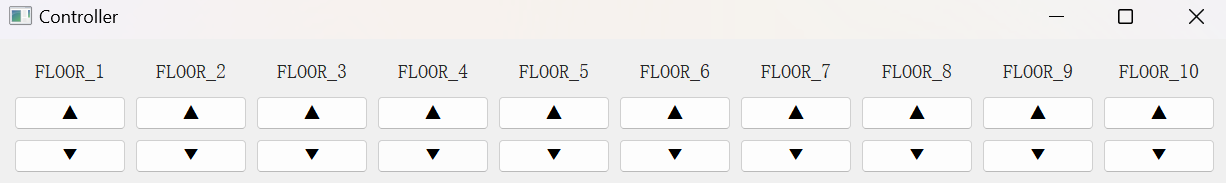 Controller
FLOOR_1 FLOOR_2 FLOOR_3 FLOOR_4 FLOOR_5 FLOOR_6 FLOOR_7 FLOOR_8 FLOOR_9 FLOOR_10
▲ ▲ ▲ ▲ ▲ ▲ ▲ ▲ ▲ ▲
▼ ▼ ▼ ▼ ▼ ▼ ▼ ▼ ▼ ▼